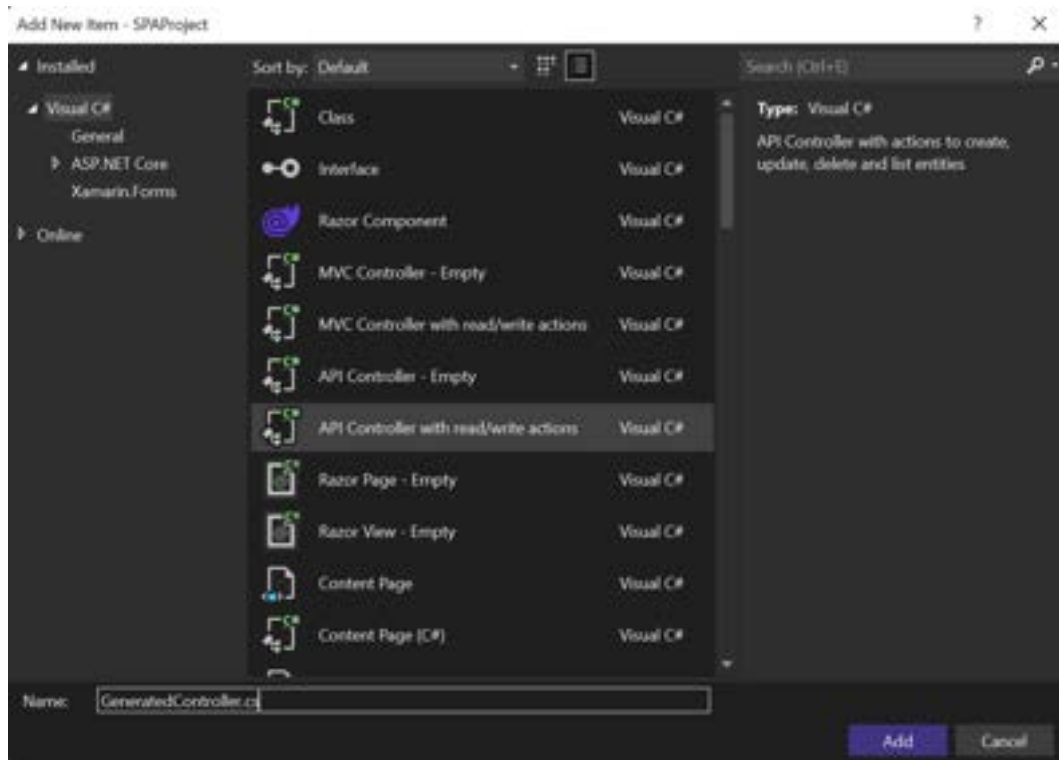 Add New Item - SPAProject
? ×
Installed
Sort by: Default
Search (Ctrl+E)
Visual C#
General
ASP.NET Core
Xamarin.Forms
Online
Class Visual C#
Interface Visual C#
Razor Component Visual C#
MVC Controller - Empty Visual C#
MVC Controller with read/write actions Visual C#
API Controller - Empty Visual C#
API Controller with read/write actions Visual C#
Razor Page - Empty Visual C#
Razor View - Empty Visual C#
Content Page Visual C#
Content Page (C#) Visual C#
Type: Visual C#
API Controller with actions to create,
update, delete and list entities
Name: GeneratedController.cs
Add Cancel